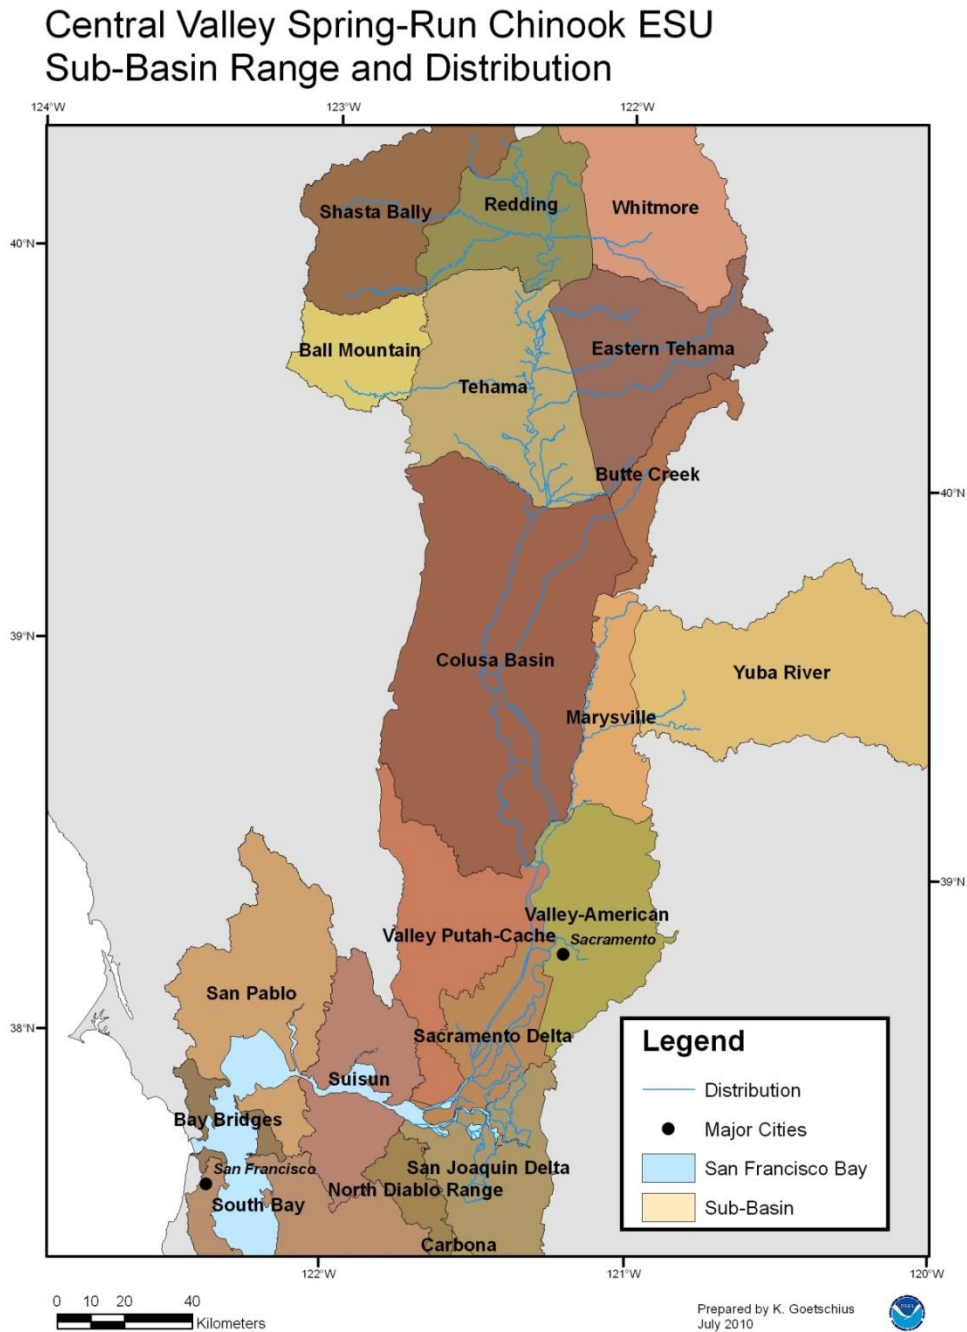 Central Valley Spring-Run Chinook ESU
Sub-Basin Range and Distribution
124°W
123°W
122°W
Shasta Bally
Redding
Whitmore
40°N
Ball Mountain
Eastern Tehama
Tehama
Butte Creek
40°N
39°N
Colusa Basin
Yuba River
Marysville
39°N
Valley-American
Valley Putah-Cache
Sacramento
San Pablo
38°N
Sacramento Delta
Suisun
Bay Bridges
San Francisco
San Joaquin Delta
North Diablo Range
South Bay
Carbona
Legend
Distribution
Major Cities
San Francisco Bay
Sub-Basin
122°W
121°W
120°W
0 10 20 40
Kilometers
Prepared by K. Goetschius
July 2010